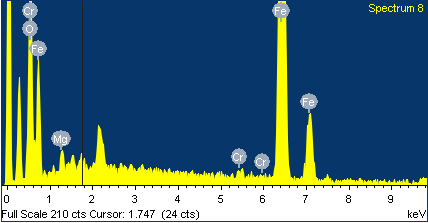 Spectrum 8
Cr
O
Fe
Mg
Cr
Cr
Fe
Fe
0 1 2 3 4 5 6 7 8 9
Full Scale 210 cts Cursor: 1.747 (24 cts) keV